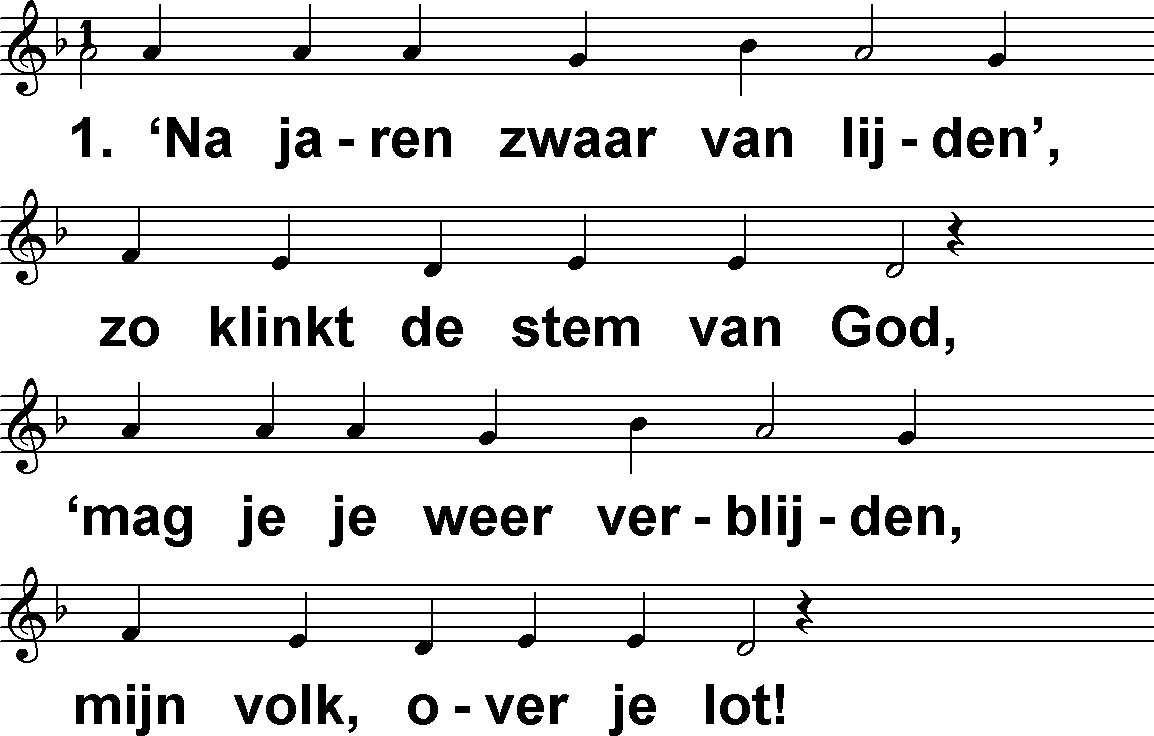 1
1. ‘Na ja - ren zwaar van lij - den’,
zo klinkt de stem van God,
‘mag je je weer ver - blij - den,
mijn volk, o - ver je lot!